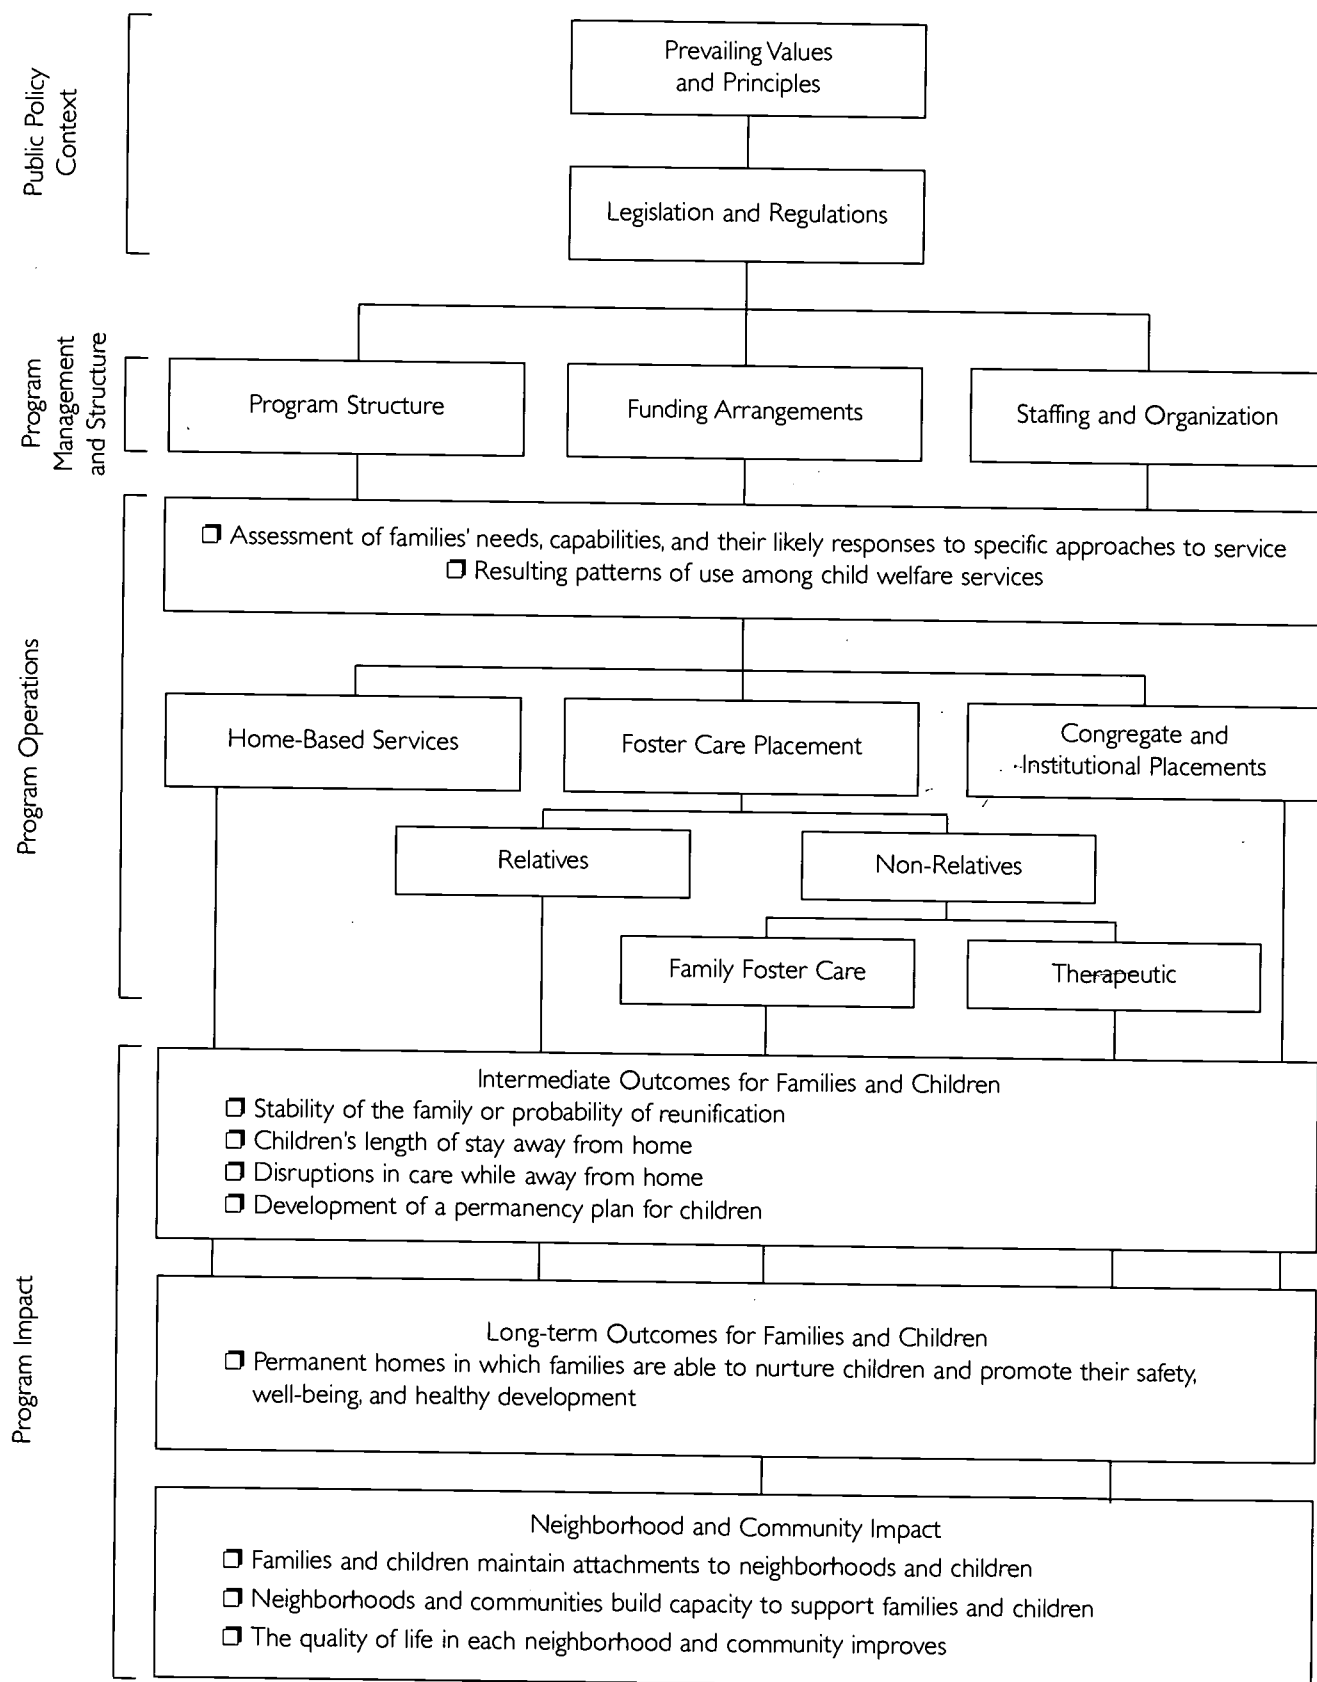 Public Policy
Context
Prevailing Values
and Principles
Legislation and Regulations
Program
Management
and Structure
Program Structure
Funding Arrangements
Staffing and Organization
Program Operations
❒ Assessment of families' needs, capabilities, and their likely responses to specific approaches to service
❒ Resulting patterns of use among child welfare services
Home-Based Services
Foster Care Placement
Congregate and
Institutional Placements
Relatives
Non-Relatives
Family Foster Care
Therapeutic
Program Impact
Intermediate Outcomes for Families and Children
❒ Stability of the family or probability of reunification
❒ Children's length of stay away from home
❒ Disruptions in care while away from home
❒ Development of a permanency plan for children
Long-term Outcomes for Families and Children
❒ Permanent homes in which families are able to nurture children and promote their safety,
well-being, and healthy development
Neighborhood and Community Impact
❒ Families and children maintain attachments to neighborhoods and children
❒ Neighborhoods and communities build capacity to support families and children
❒ The quality of life in each neighborhood and community improves